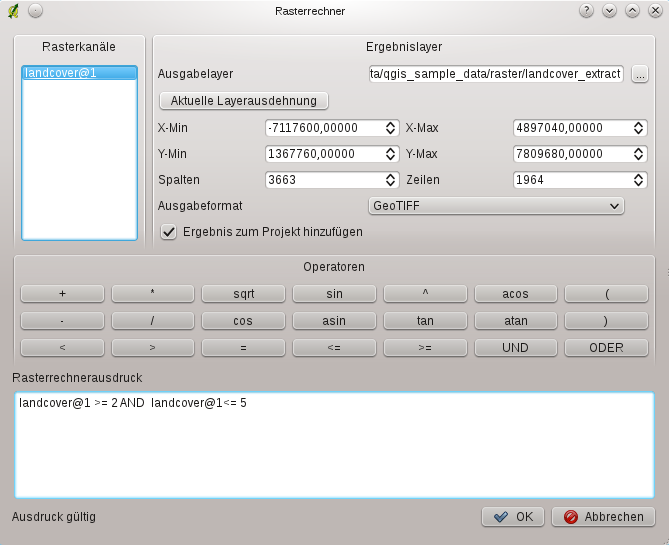 Rasterrechner
Rasterkanäle
landcover@1
Ergebnislayer
Ausgabelayer ta/qgis_sample_data/raster/landcover_extract ...
Aktuelle Layerausdehnung
X-Min -7117600,00000 X-Max 4897040,00000
Y-Min 1367760,00000 Y-Max 7809680,00000
Spalten 3663 Zeilen 1964
Ausgabeformat GeoTIFF
Ergebnis zum Projekt hinzufügen
Operatoren
+ * sqrt sin ^ acos (
- / cos asin tan atan )
< > = <= >= UND ODER
Rasterrechnerausdruck
landcover@1 >= 2 AND landcover@1<= 5
Ausdruck gültig OK Abbrechen